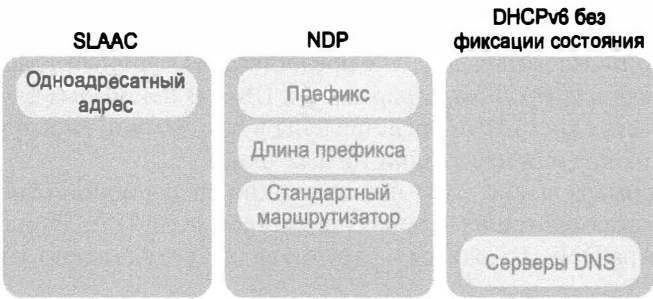 SLAAC
Одноадресатный
адрес
NDP
Префикс
Длина префикса
Стандартный
маршрутизатор
DHCPv6 без
фиксации состояния
Серверы DNS